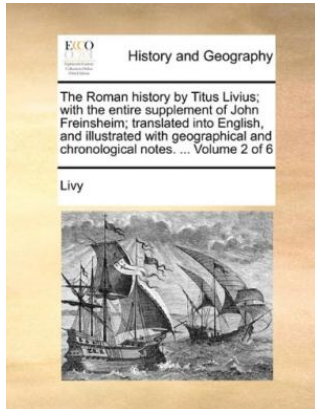 ECCO
History and Geography
The Roman history by Titus Livius;
with the entire supplement of John
Freinsheim; translated into English,
and illustrated with geographical and
chronological notes. ... Volume 2 of 6
Livy